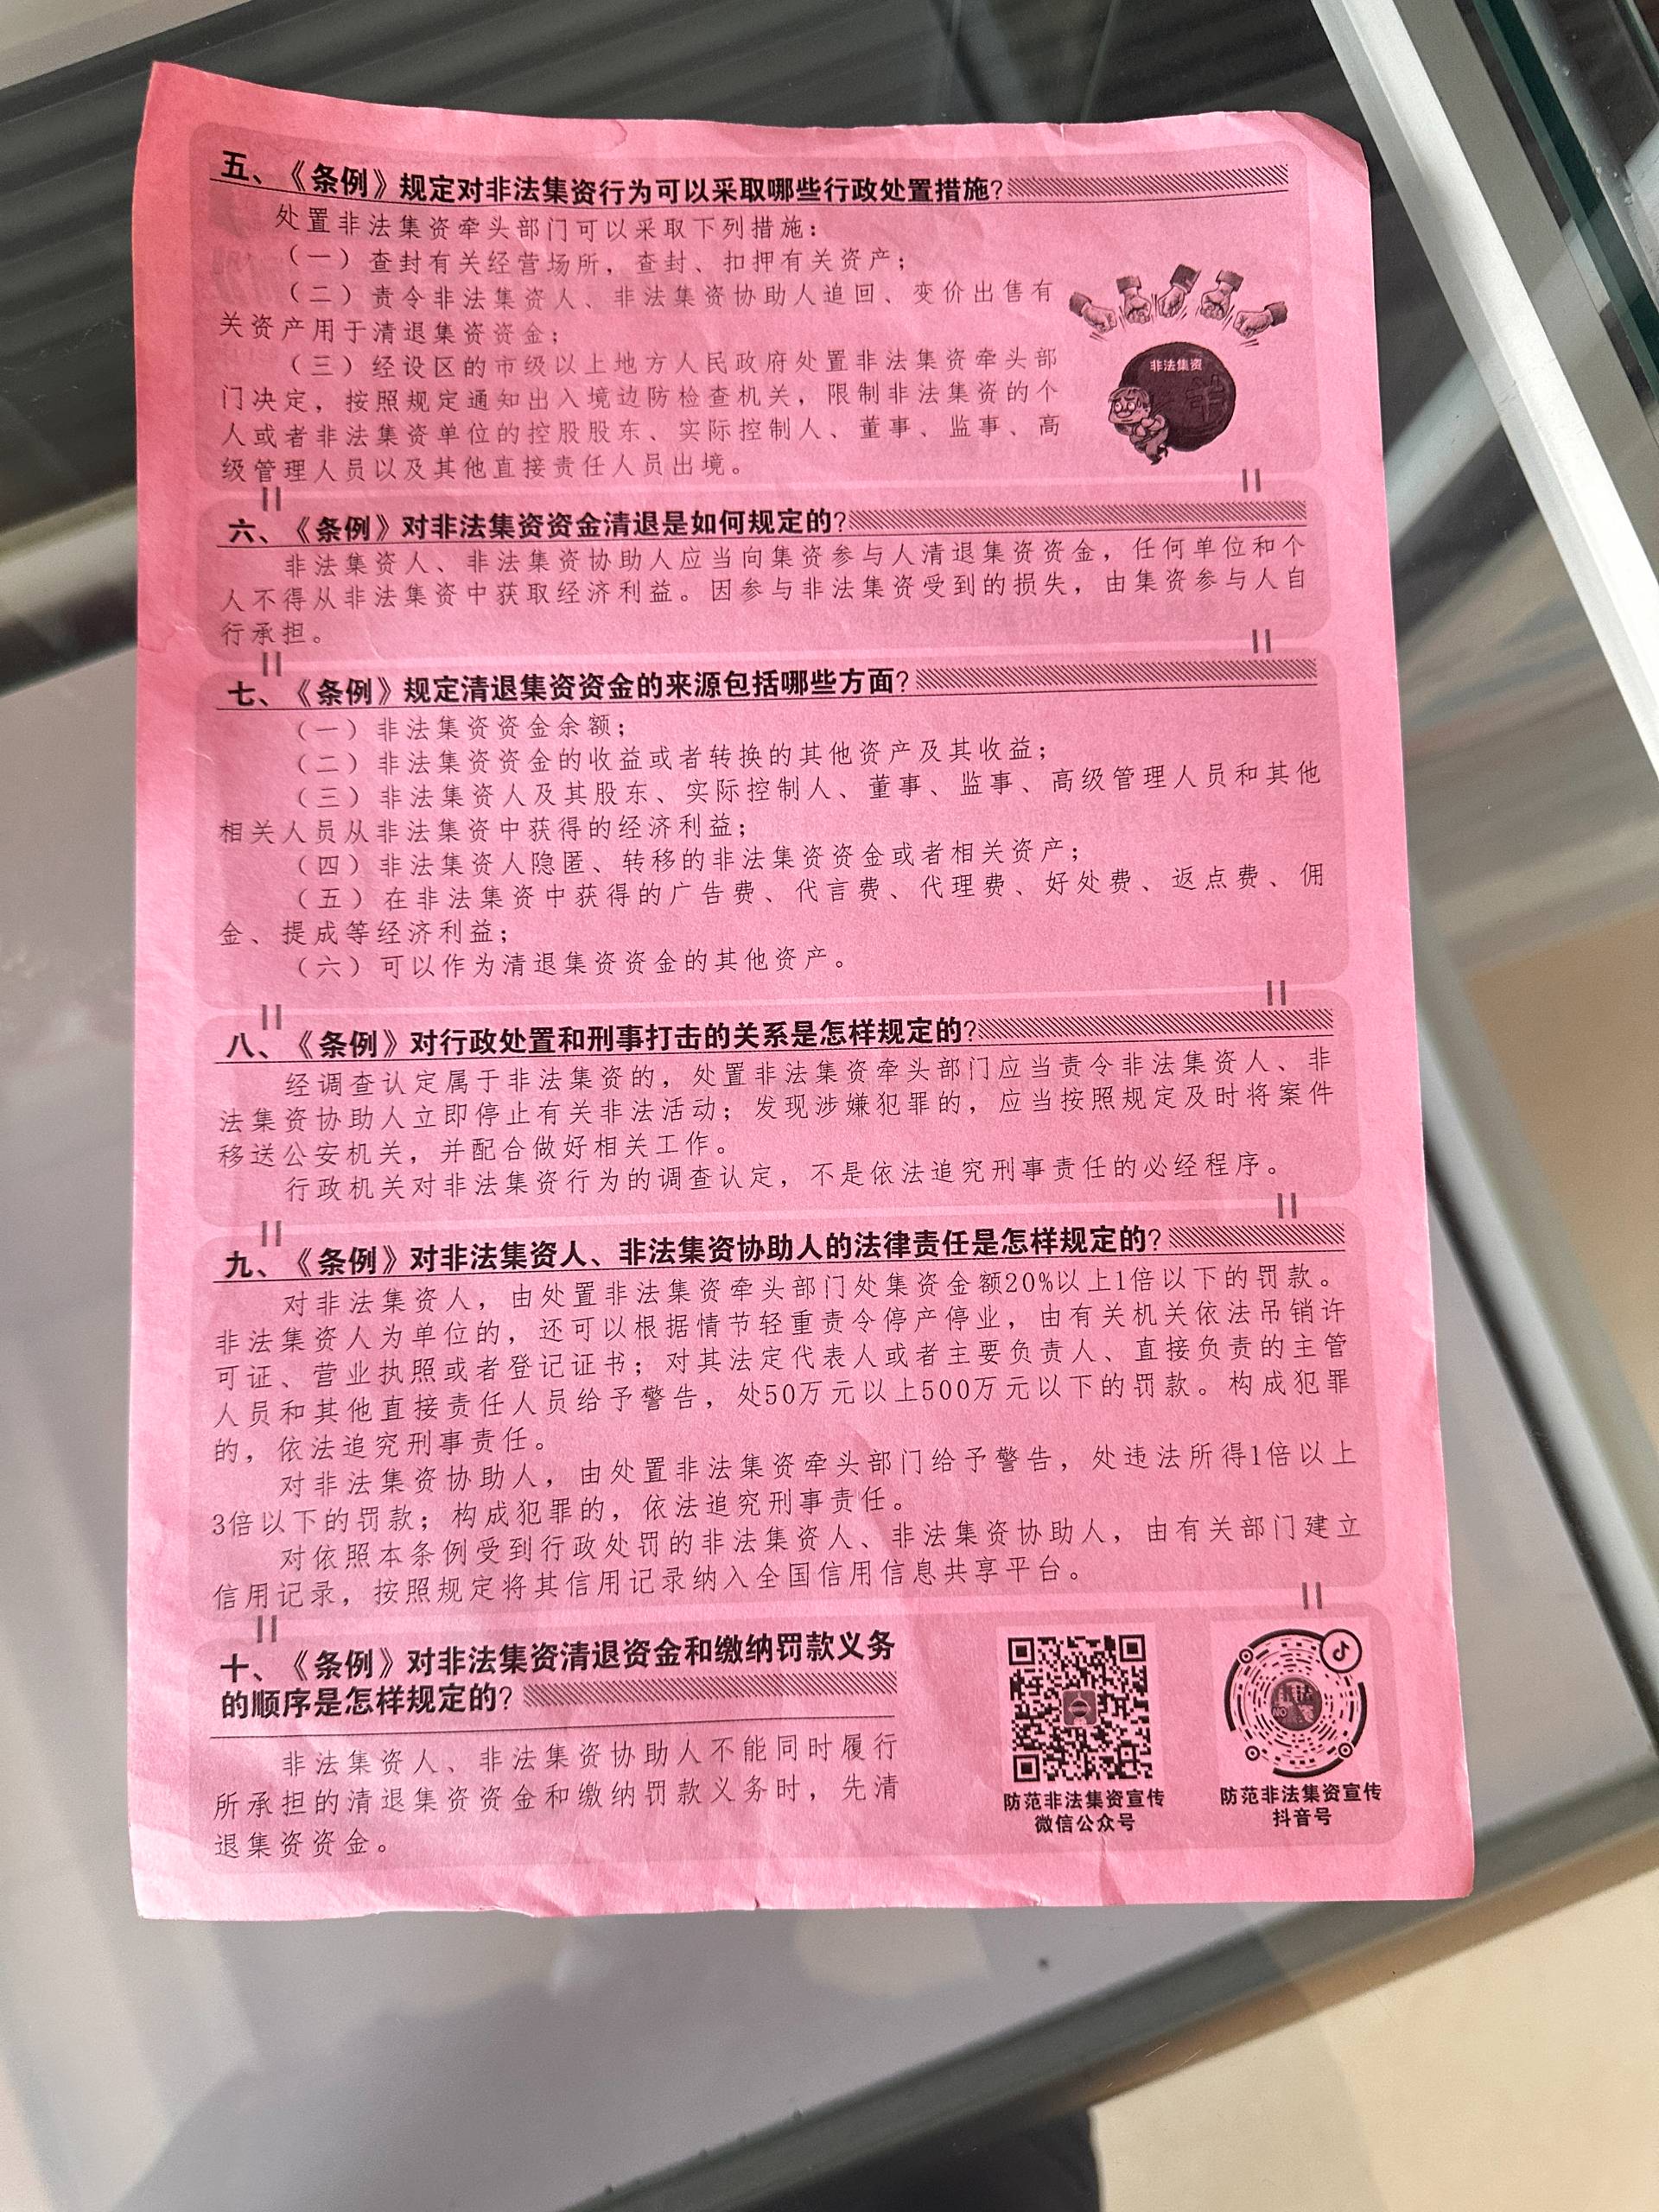 五、《条例》规定对非法集资行为可以采取哪些行政处置措施?
处置非法集资牵头部门可以采取下列措施：
（一）查封有关经营场所，查封、扣押有关资产；
（二）责令非法集资人、非法集资协助人追回、变价出售有
关资产用于清退集资资金；
（三）经设区的市级以上地方人民政府处置非法集资牵头部
门决定，按照规定通知出入境边防检查机关，限制非法集资的个
人或者非法集资单位的控股股东、实际控制人、董事、监事、高
级管理人员以及其他直接责任人员出境。
非法集资
六、《条例》对非法集资资金清退是如何规定的?
非法集资人、非法集资协助人应当向集资参与人清退集资资金，任何单位和个
人不得从非法集资中获取经济利益。因参与非法集资受到的损失，由集资参与人自
行承担。
七、《条例》规定清退集资资金的来源包括哪些方面?
（一）非法集资资金余额；
（二）非法集资资金的收益或者转换的其他资产及其收益；
（三）非法集资人及其股东、实际控制人、董事、监事、高级管理人员和其他
相关人员从非法集资中获得的经济利益；
（四）非法集资人隐匿、转移的非法集资资金或者相关资产；
（五）在非法集资中获得的广告费、代言费、代理费、好处费、返点费、佣
金、提成等经济利益；
（六）可以作为清退集资资金的其他资产。
八、《条例》对行政处置和刑事打击的关系是怎样规定的?
经调查认定属于非法集资的，处置非法集资牵头部门应当责令非法集资人、非
法集资协助人立即停止有关非法活动；发现涉嫌犯罪的，应当按照规定及时将案件
移送公安机关，并配合做好相关工作。
行政机关对非法集资行为的调查认定，不是依法追究刑事责任的必经程序。
九、《条例》对非法集资人、非法集资协助人的法律责任是怎样规定的?
对非法集资人，由处置非法集资牵头部门处集资金额20%以上1倍以下的罚款。
非法集资人为单位的，还可以根据情节轻重责令停产停业，由有关机关依法吊销许
可证、营业执照或者登记证书；对其法定代表人或者主要负责人、直接负责的主管
人员和其他直接责任人员给予警告，处50万元以上500万元以下的罚款。构成犯罪
的，依法追究刑事责任。
对非法集资协助人，由处置非法集资牵头部门给予警告，处违法所得1倍以上
3倍以下的罚款；构成犯罪的，依法追究刑事责任。
对依照本条例受到行政处罚的非法集资人、非法集资协助人，由有关部门建立
信用记录，按照规定将其信用记录纳入全国信用信息共享平台。
十、《条例》对非法集资清退资金和缴纳罚款义务
的顺序是怎样规定的?
非法集资人、非法集资协助人不能同时履行
所承担的清退集资资金和缴纳罚款义务时，先清
退集资资金。
防范非法集资宣传
微信公众号
防范非法集资宣传
抖音号